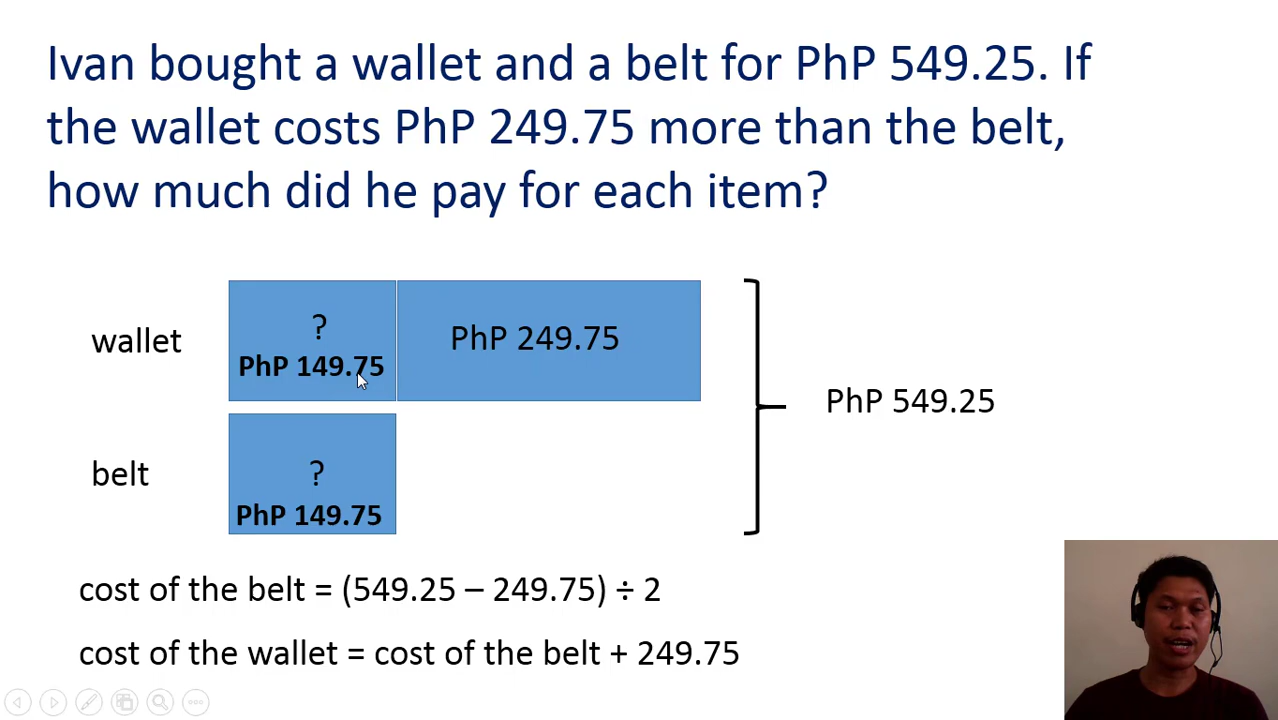 Ivan bought a wallet and a belt for PhP 549.25. If
the wallet costs PhP 249.75 more than the belt,
how much did he pay for each item?
wallet
?
PhP 149.75
PhP 249.75
PhP 549.25
belt
?
PhP 149.75
cost of the belt = (549.25 – 249.75) ÷ 2
cost of the wallet = cost of the belt + 249.75